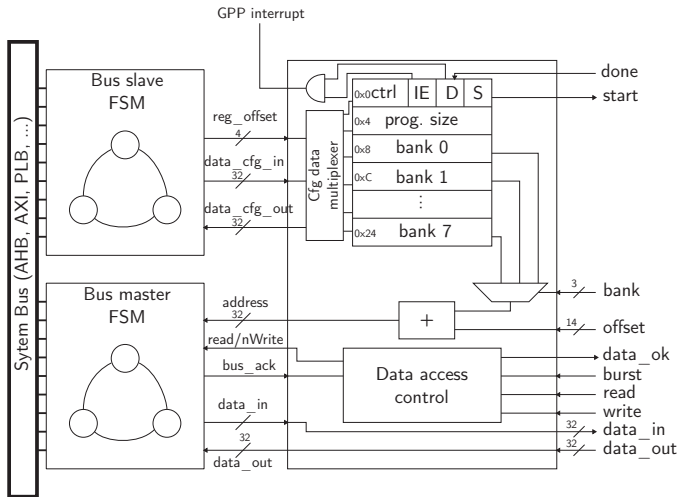 GPP interrupt
Sytem Bus (AHB, AXI, PLB, ...)
Bus slave
FSM
reg_offset
4
data_cfg_in
32
data_cfg_out
32
Cfg data
multiplexer
0x0 ctrl IE D S
0x4 prog. size
0x8 bank 0
0xC bank 1
⋮
0x24 bank 7
done
start
Bus master
FSM
address
32
read/nWrite
bus_ack
data_in
32
data_out
+
Data access
control
3 bank
14 offset
data_ok
burst
read
write
32 data_in
32 data_out